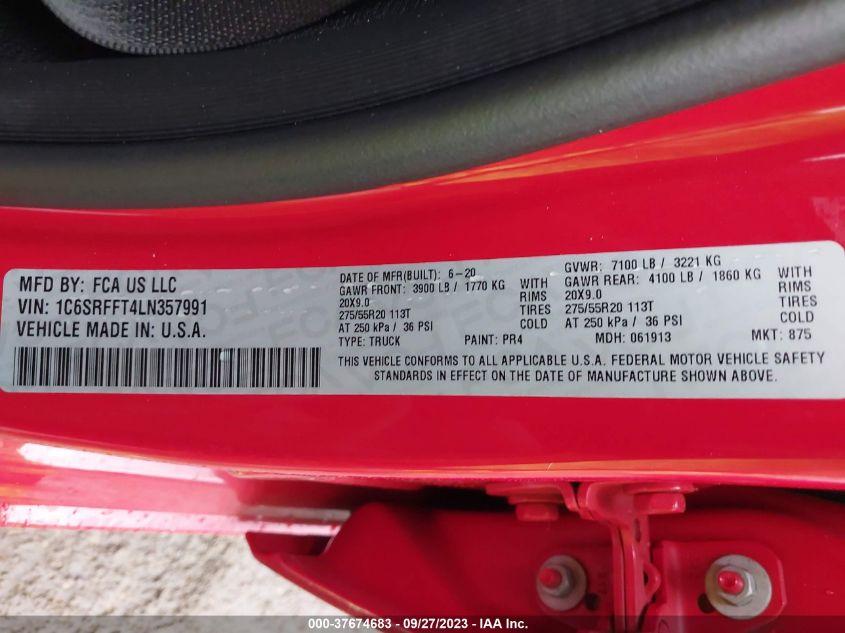 MFD BY: FCA US LLC
VIN: 1C6SRFFT4LN357991
VEHICLE MADE IN U.S.A.
DATE OF MFR(BUILT): 6-20
GAWR FRONT: 3900 LB / 1770 KG WITH
20X9.0 RIMS
275/55R20 113T TIRES
AT 250 kPa / 36 PSI COLD
TYPE: TRUCK PAINT: PR4
GVWR: 7100 LB / 3221 KG
GAWR REAR: 4100 LB / 1860 KG WITH
20X9.0 RIMS
275/55R20 113T TIRES
AT 250 kPa / 36 PSI COLD
MDH: 061913 MKT: 875
THIS VEHICLE CONFORMS TO ALL APPLICABLE U.S.A. FEDERAL MOTOR VEHICLE SAFETY
STANDARDS IN EFFECT ON THE DATE OF MANUFACTURE SHOWN ABOVE.
000-37674683 / 09/27/2023 - IAA Inc.